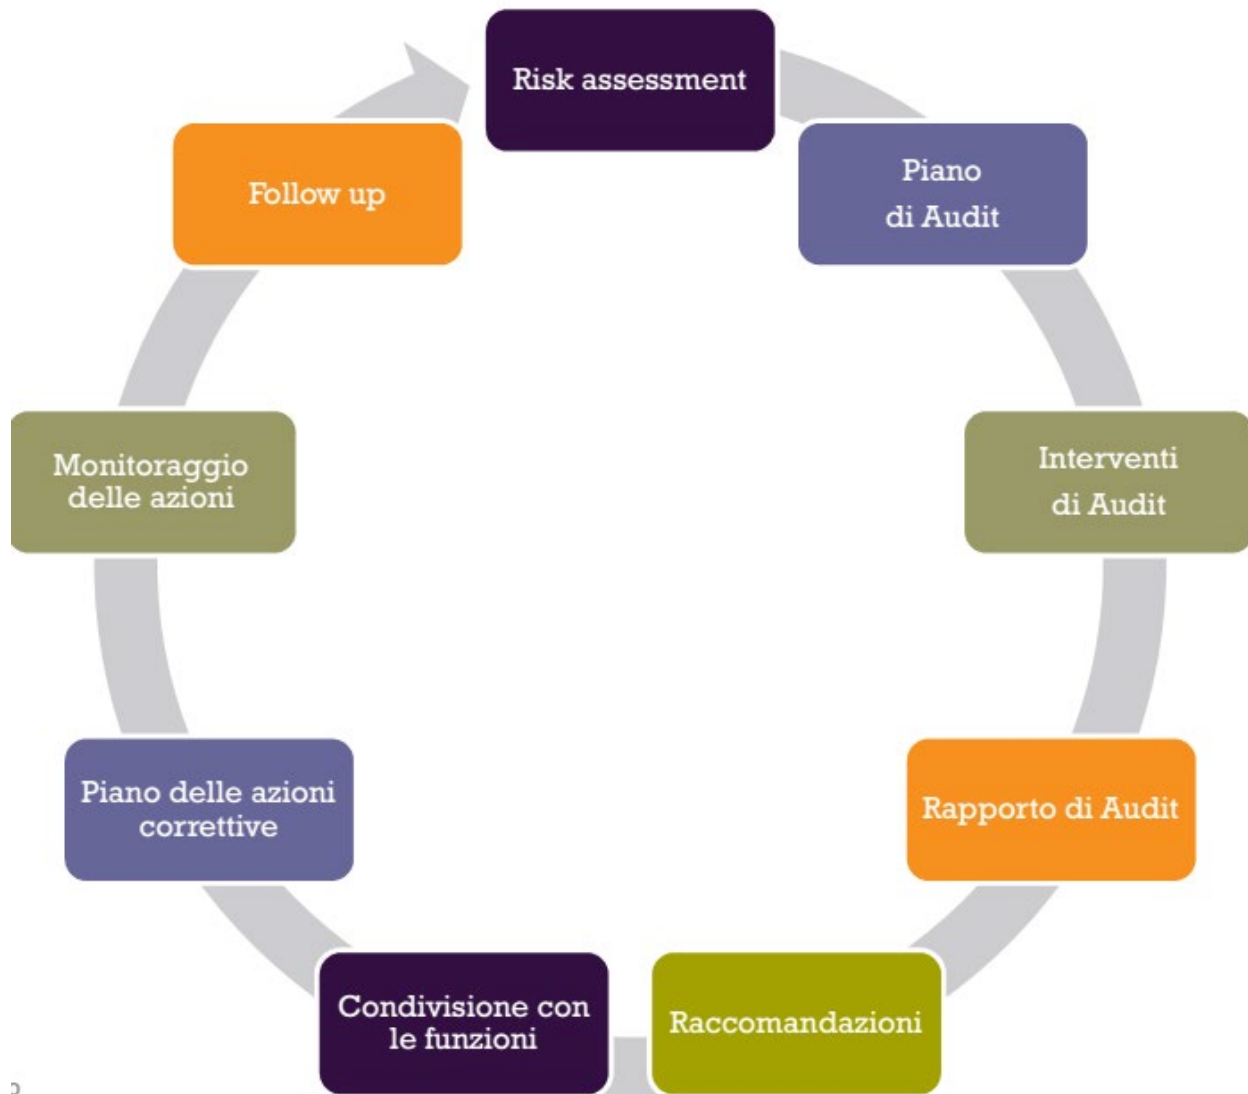 Risk assessment
Piano
di Audit
Interventi
di Audit
Rapporto di Audit
Raccomandazioni
Condivisione con
le funzioni
Piano delle azioni
correttive
Monitoraggio
delle azioni
Follow up